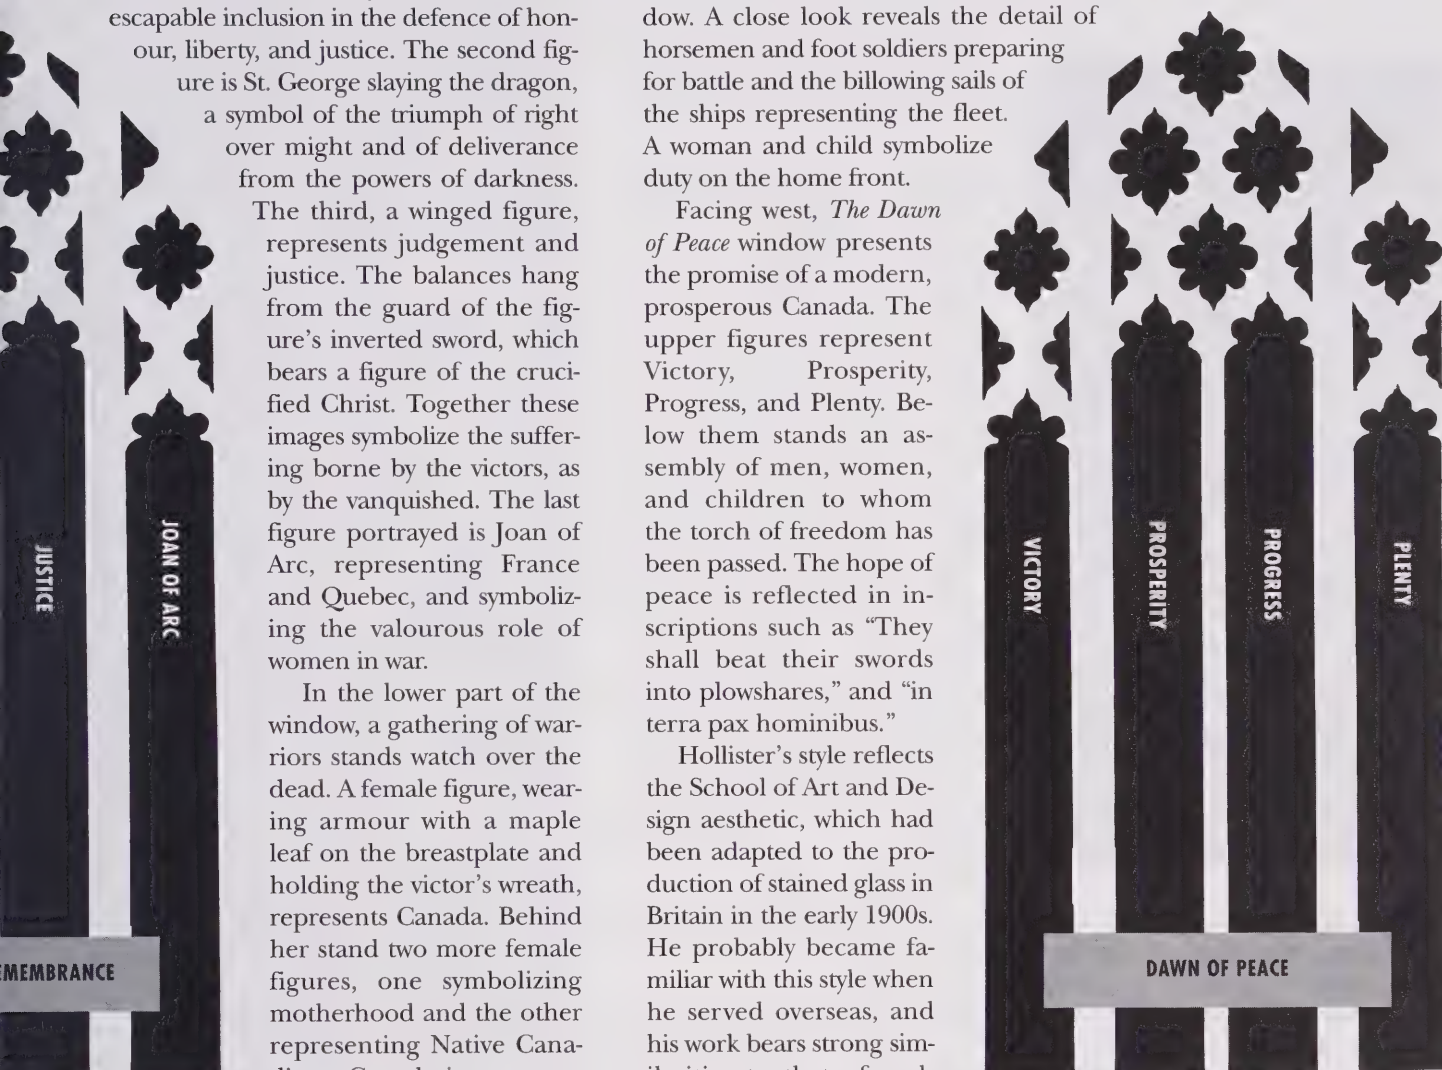 escapable inclusion in the defence of hon-
our, liberty, and justice. The second fig-
ure is St. George slaying the dragon,
a symbol of the triumph of right
over might and of deliverance
from the powers of darkness.
The third, a winged figure,
represents judgement and
justice. The balances hang
from the guard of the fig-
ure's inverted sword, which
bears a figure of the cruci-
fied Christ. Together these
images symbolize the suffer-
ing borne by the victors, as
by the vanquished. The last
figure portrayed is Joan of
Arc, representing France
and Quebec, and symboliz-
ing the valourous role of
women in war.
In the lower part of the
window, a gathering of war-
riors stands watch over the
dead. A female figure, wear-
ing armour with a maple
leaf on the breastplate and
holding the victor's wreath,
represents Canada. Behind
her stand two more female
figures, one symbolizing
motherhood and the other
representing Native Cana-
dow. A close look reveals the detail of
horsemen and foot soldiers preparing
for battle and the billowing sails of
the ships representing the fleet.
A woman and child symbolize
duty on the home front.
Facing west, The Dawn
of Peace window presents
the promise of a modern,
prosperous Canada. The
upper figures represent
Victory, Prosperity,
Progress, and Plenty. Be-
low them stands an as-
sembly of men, women,
and children to whom
the torch of freedom has
been passed. The hope of
peace is reflected in in-
scriptions such as “They
shall beat their swords
into plowshares,” and “in
terra pax hominibus.”
Hollister's style reflects
the School of Art and De-
sign aesthetic, which had
been adapted to the pro-
duction of stained glass in
Britain in the early 1900s.
He probably became fa-
miliar with this style when
he served overseas, and
his work bears strong sim-
JUSTICE
JOAN OF ARC
EMEMBRANCE
VICTORY
PROSPERITY
PROGRESS
PLENTY
DAWN OF PEACE